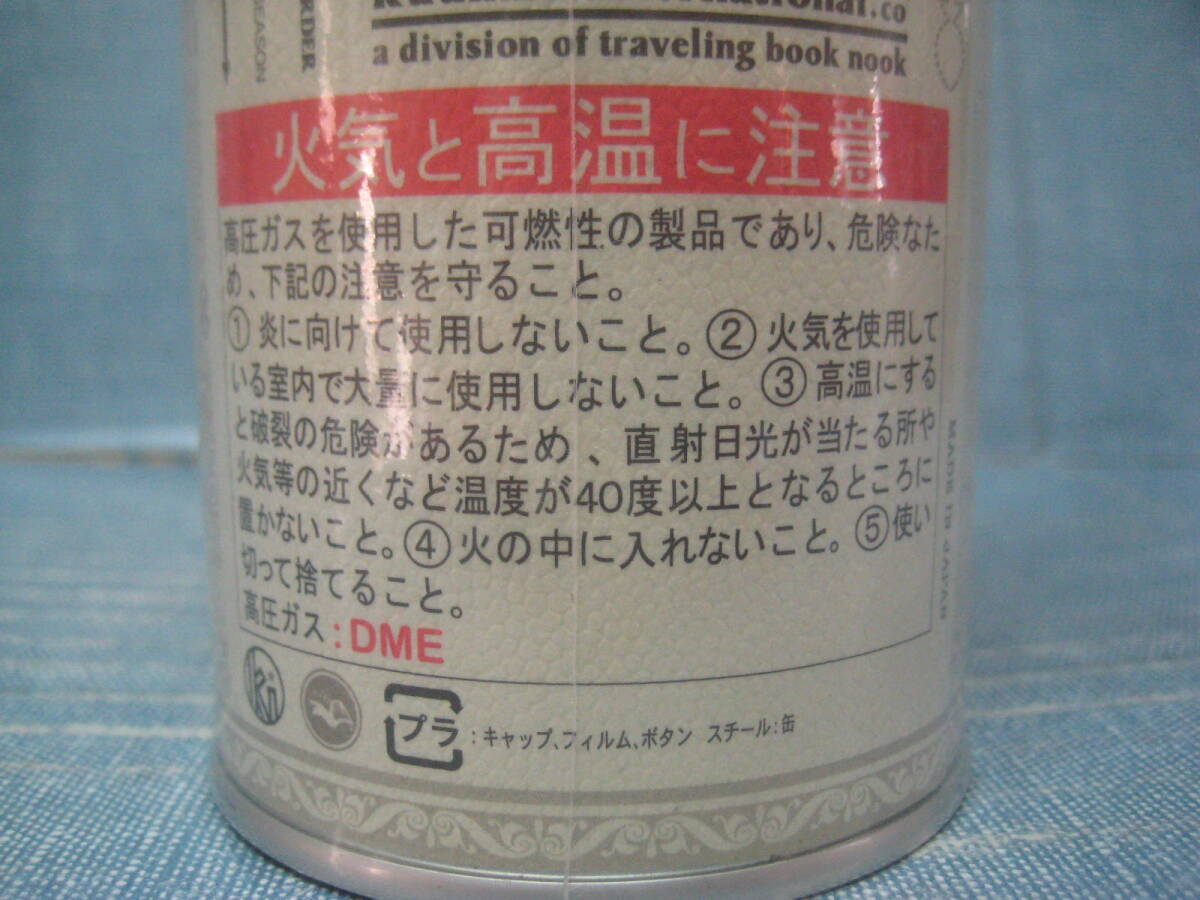 a division of traveling book nook
RDER
EASON
火気と高温に注意
高圧ガスを使用した可燃性の製品であり、危険なた
め、下記の注意を守ること。
①炎に向けて使用しないこと。②火気を使用して
いる室内で大量に使用しないこと。③高温にする
と破裂の危険があるため、直射日光が当たる所や
火気等の近くなど温度が40度以上となるところに
置かないこと。④火の中に入れないこと。⑤使い
切って捨てること。
高圧ガス:DME
MADE IN JAPAN
プラ:キャップ、フィルム、ボタン スチール:缶